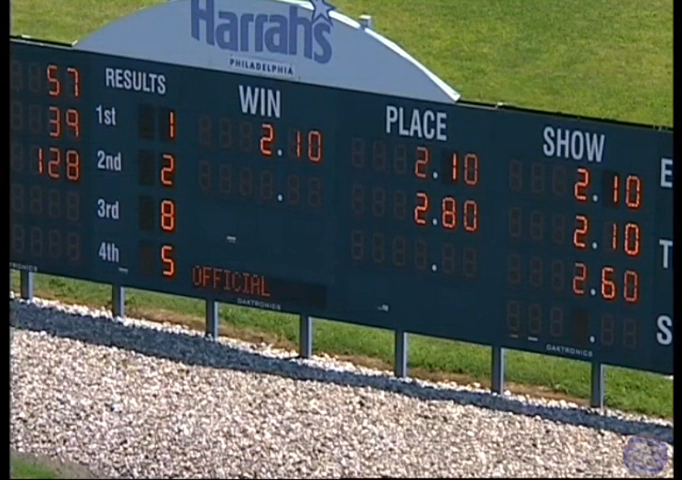 Harrah's
PHILADELPHIA
57 RESULTS WIN PLACE SHOW
39 1st 1 2.10 2.10 2.10
128 2nd 2 2.80 2.10
3rd 8 2.60
4th 5 OFFICIAL
DAKTRONICS
DAKTRONICS